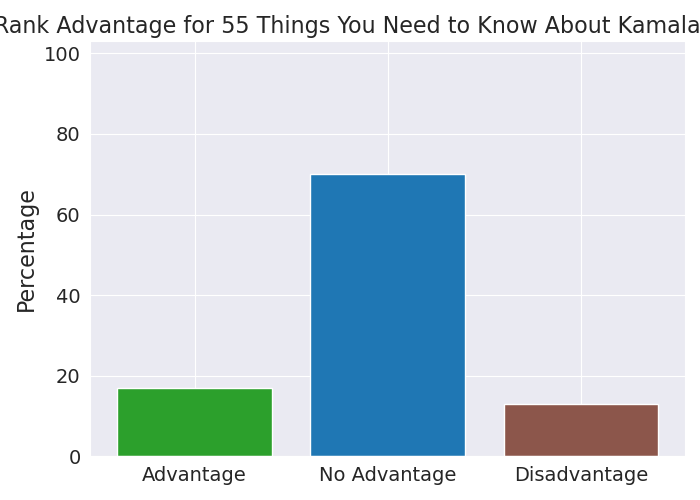 Rank Advantage for 55 Things You Need to Know About Kamala
100
80
60
40
20
0
Percentage
Advantage No Advantage Disadvantage